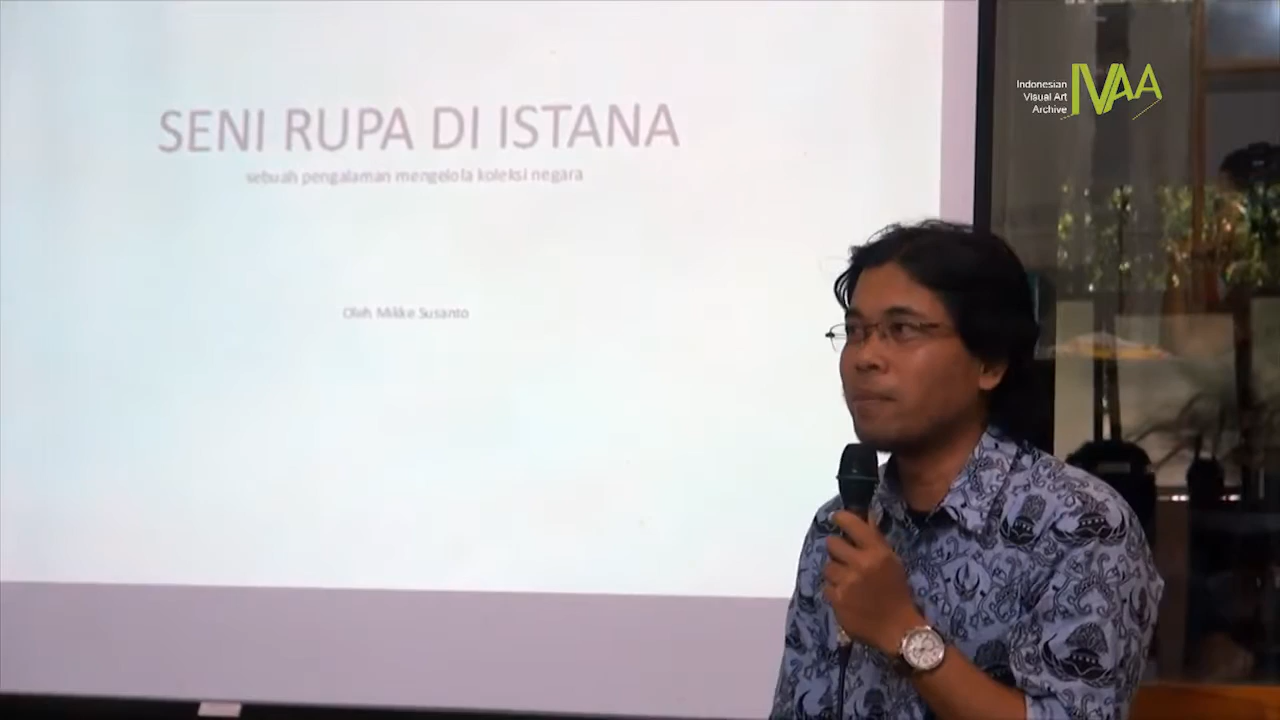 SENI RUPA DI ISTANA
sebuah pengalaman mengelola koleksi negara
Oleh Mikke Susanto
Indonesian
Visual Art
Archive
IVAA